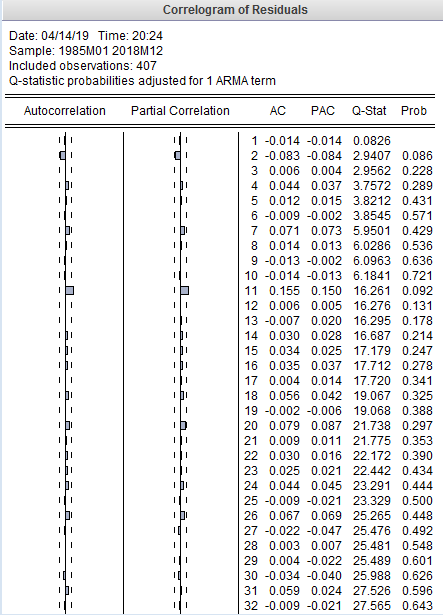 Correlogram of Residuals
Date: 04/14/19 Time: 20:24
Sample: 1985M01 2018M12
Included observations: 407
Q-statistic probabilities adjusted for 1 ARMA term
Autocorrelation Partial Correlation AC PAC Q-Stat Prob
1 -0.014 -0.014 0.0826
2 -0.083 -0.084 2.9407 0.086
3 0.006 0.004 2.9562 0.228
4 0.044 0.037 3.7572 0.289
5 0.012 0.015 3.8212 0.431
6 -0.009 -0.002 3.8545 0.571
7 0.071 0.073 5.9501 0.429
8 0.014 0.013 6.0286 0.536
9 -0.013 -0.002 6.0963 0.636
10 -0.014 -0.013 6.1841 0.721
11 0.155 0.150 16.261 0.092
12 0.006 0.005 16.276 0.131
13 -0.007 0.020 16.295 0.178
14 0.030 0.028 16.687 0.214
15 0.034 0.025 17.179 0.247
16 0.035 0.037 17.712 0.278
17 0.004 0.014 17.720 0.341
18 0.056 0.042 19.067 0.325
19 -0.002 -0.006 19.068 0.388
20 0.079 0.087 21.738 0.297
21 0.009 0.011 21.775 0.353
22 0.030 0.016 22.172 0.390
23 0.025 0.021 22.442 0.434
24 0.044 0.045 23.291 0.444
25 -0.009 -0.021 23.329 0.500
26 0.067 0.069 25.265 0.448
27 -0.022 -0.047 25.476 0.492
28 0.003 0.007 25.481 0.548
29 0.004 -0.022 25.489 0.601
30 -0.034 -0.040 25.988 0.626
31 0.059 0.024 27.526 0.596
32 -0.009 -0.021 27.565 0.643